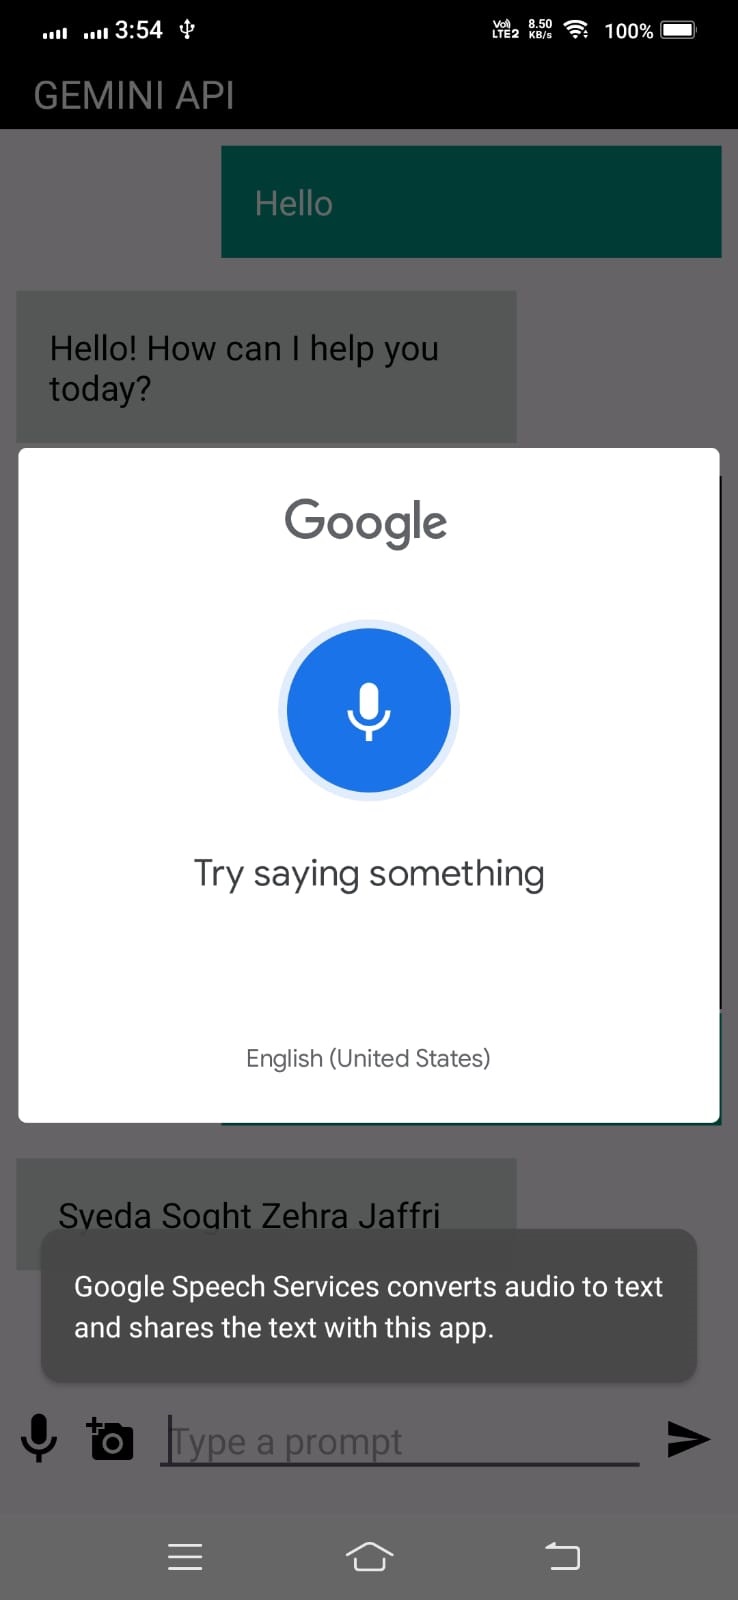 3:54 VoLTE2 8.50 KB/s 100%
GEMINI API
Hello
Hello! How can I help you
today?
Google
Try saying something
English (United States)
Syeda Soght Zehra Jaffri
Google Speech Services converts audio to text
and shares the text with this app.
Type a prompt